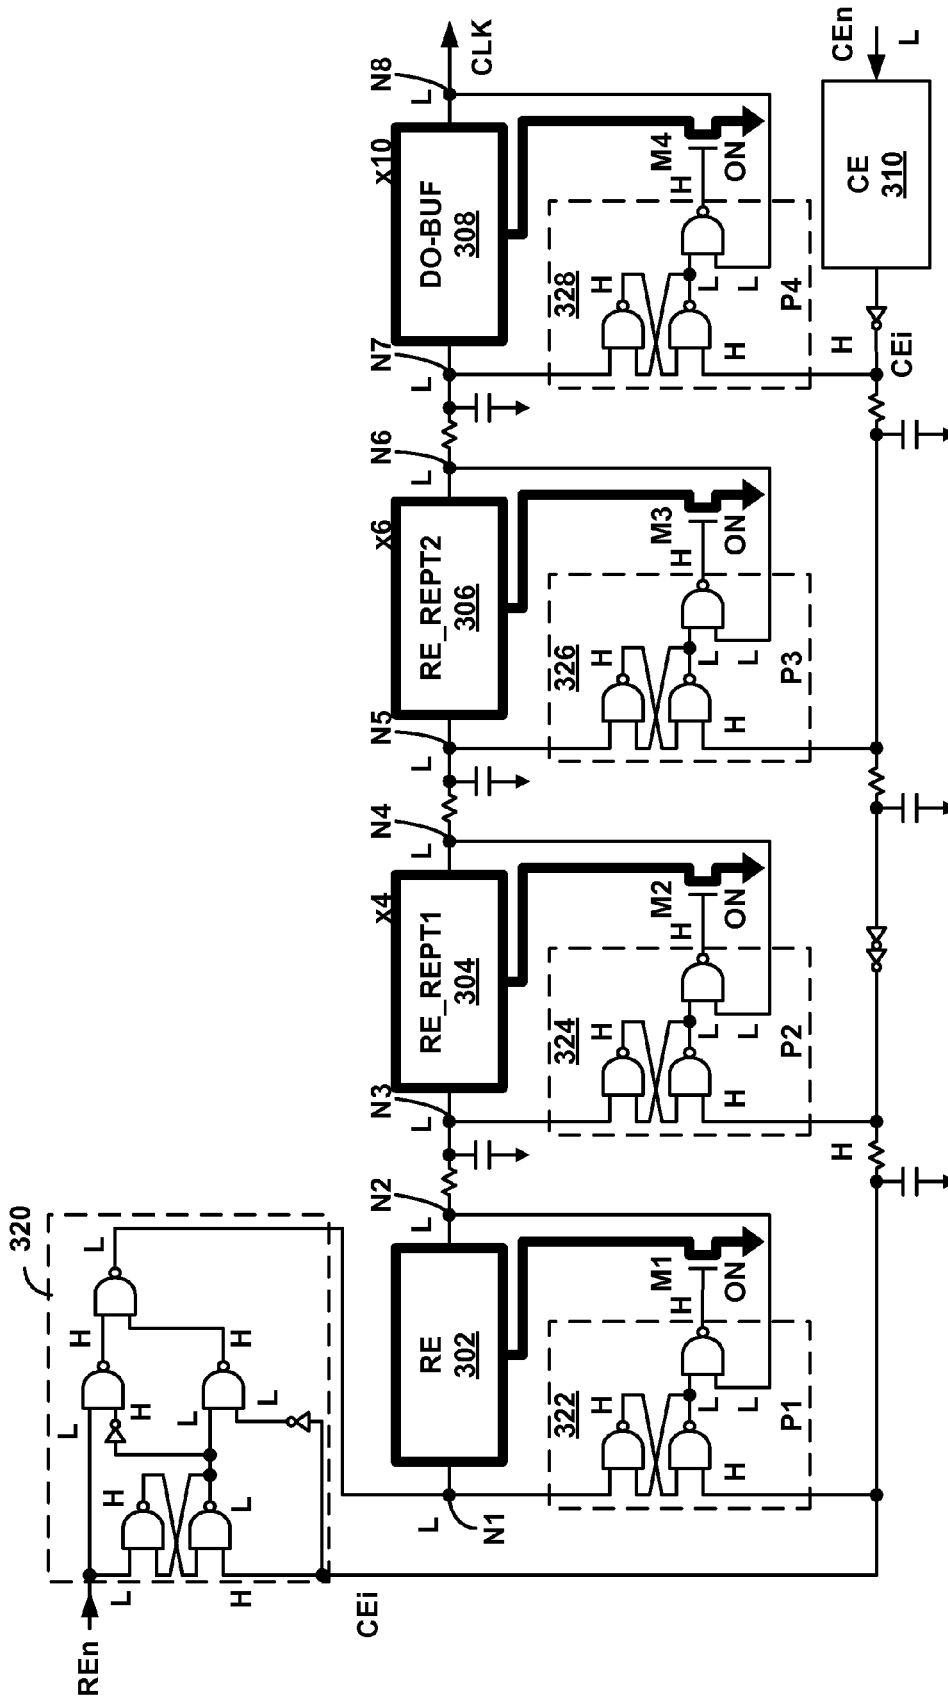 320
REn
L
H
CEi
H
L
L
H
H
L
L
H
H
L
L
N1
L
RE
302
N2
L
N3
L
RE_REPT1
304
x4
N4
L
N5
L
RE_REPT2
306
x6
N6
L
N7
L
DO-BUF
308
x10
N8
L
CLK
322
H
H
L
L
P1
H
M1
ON
324
H
H
L
L
P2
H
M2
ON
326
H
H
L
L
P3
H
M3
ON
328
H
H
L
L
P4
H
M4
ON
H
H
CEi
CE
310
CEn
L